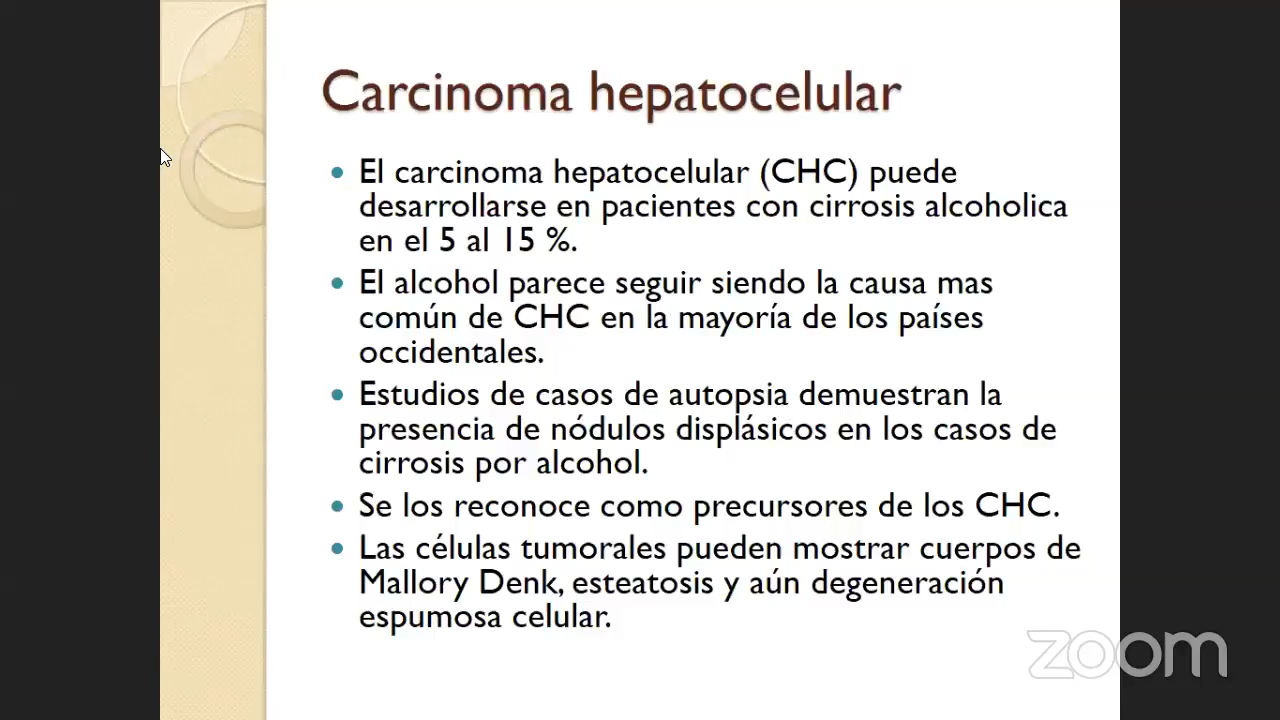 Carcinoma hepatocelular
• El carcinoma hepatocelular (CHC) puede
desarrollarse en pacientes con cirrosis alcoholica
en el 5 al 15 %.
• El alcohol parece seguir siendo la causa mas
común de CHC en la mayoría de los países
occidentales.
• Estudios de casos de autopsia demuestran la
presencia de nódulos displásicos en los casos de
cirrosis por alcohol.
• Se los reconoce como precursores de los CHC.
• Las células tumorales pueden mostrar cuerpos de
Mallory Denk, esteatosis y aún degeneración
espumosa celular.
zoom